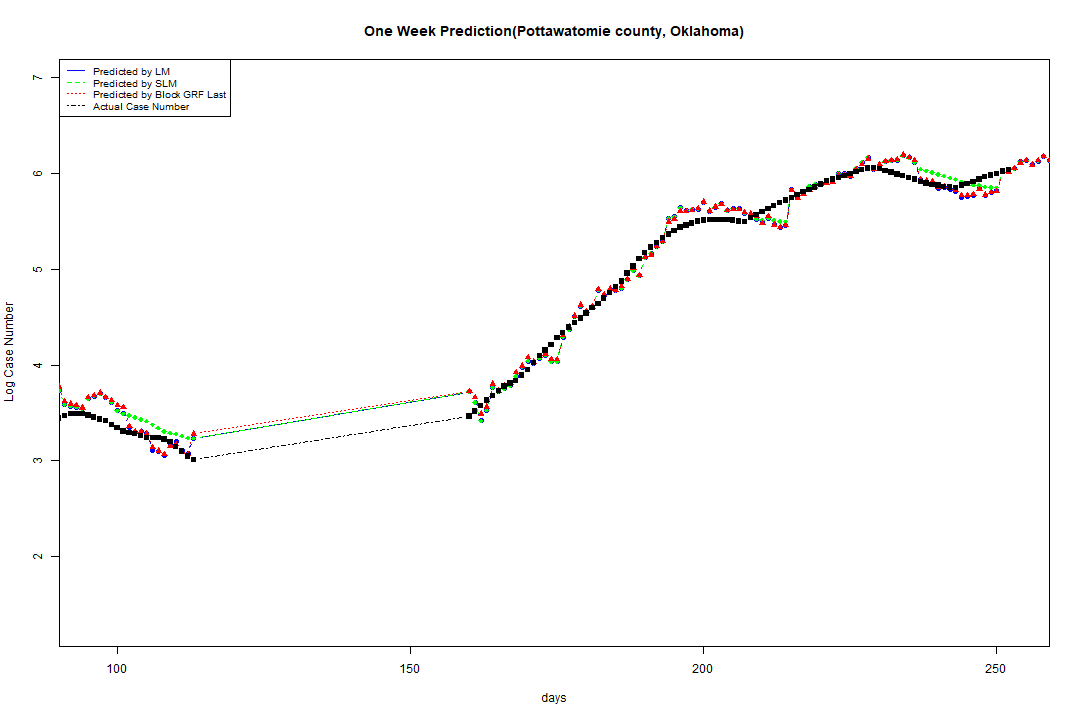 One Week Prediction(Pottawatomie county, Oklahoma)
Predicted by LM
Predicted by SLM
Predicted by Block GRF Last
Actual Case Number
7
6
5
4
3
2
Log Case Number
100
150
200
250
days